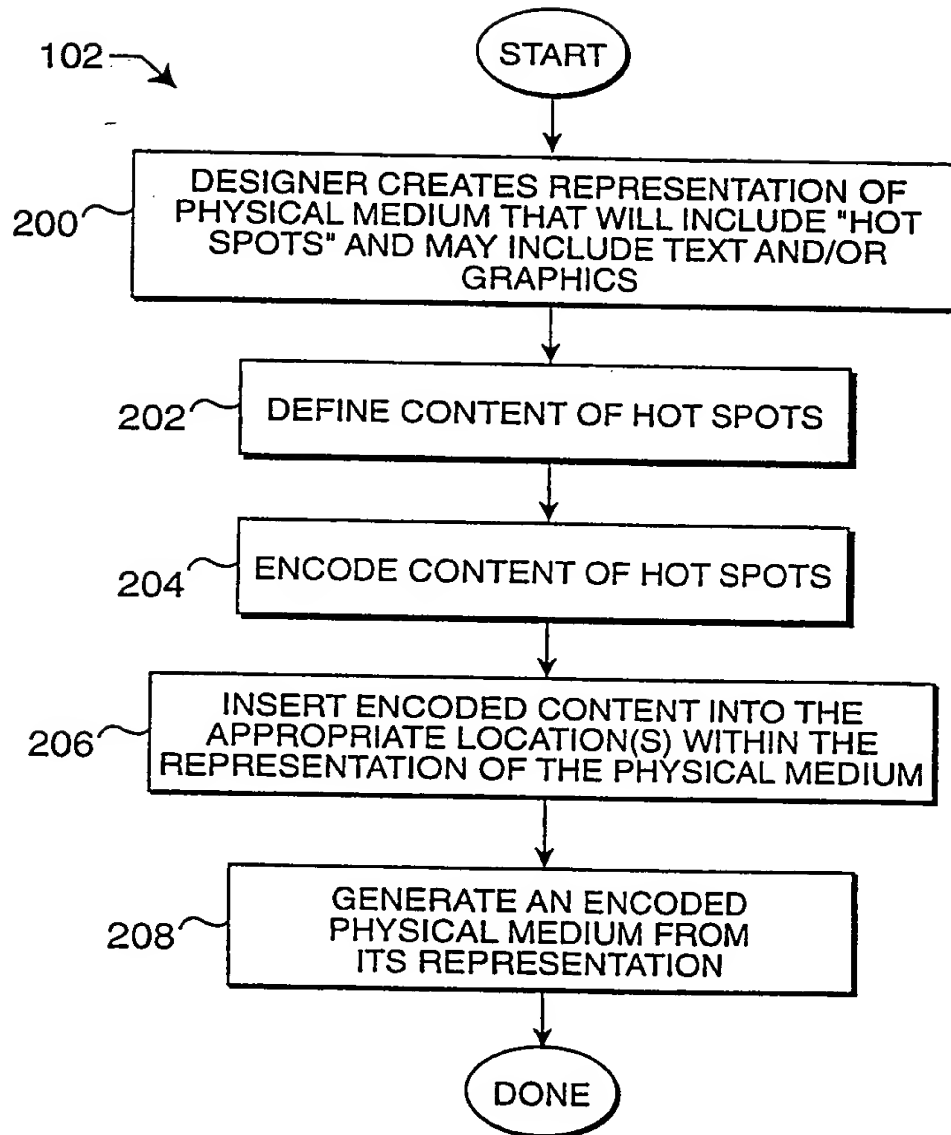 102
START
200
DESIGNER CREATES REPRESENTATION OF
PHYSICAL MEDIUM THAT WILL INCLUDE "HOT
SPOTS" AND MAY INCLUDE TEXT AND/OR
GRAPHICS
202
DEFINE CONTENT OF HOT SPOTS
204
ENCODE CONTENT OF HOT SPOTS
206
INSERT ENCODED CONTENT INTO THE
APPROPRIATE LOCATION(S) WITHIN THE
REPRESENTATION OF THE PHYSICAL MEDIUM
208
GENERATE AN ENCODED
PHYSICAL MEDIUM FROM
ITS REPRESENTATION
DONE